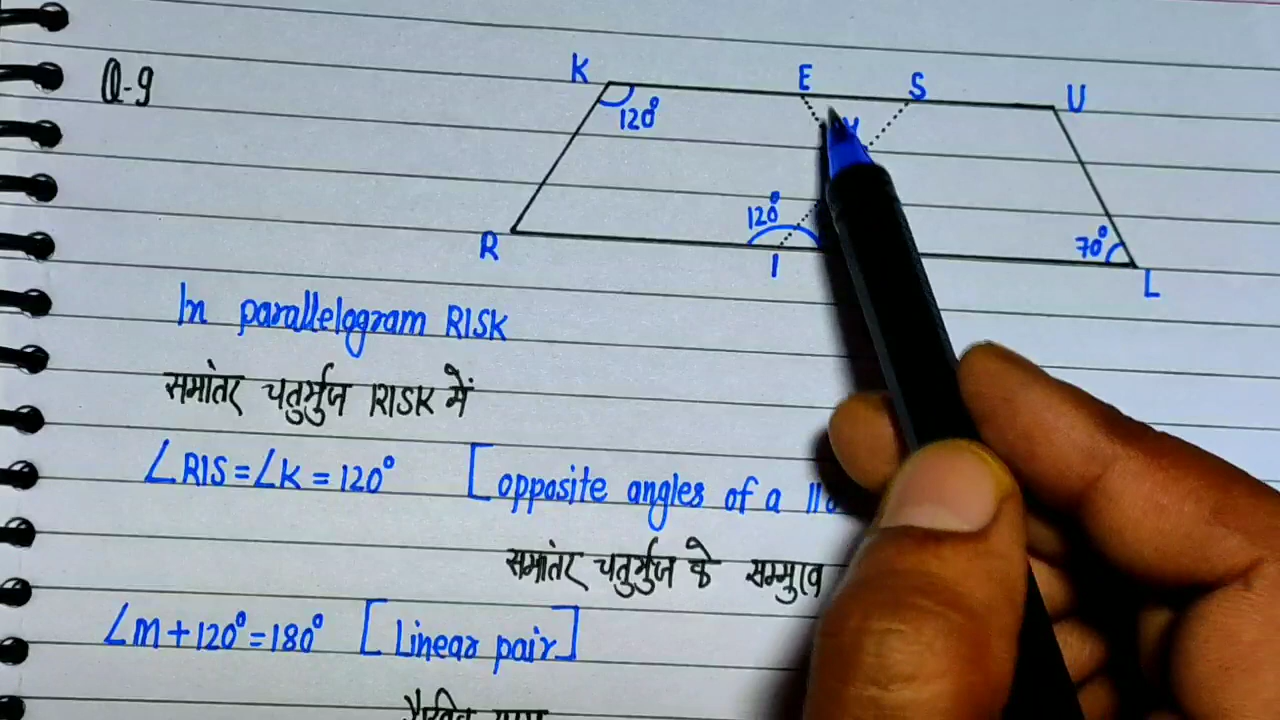 Q-9
K E S U
120°
120°
70°
R I L
In parallelogram RISK
समांतर चतुर्भुज RISK में
∠RIS=∠K=120° [opposite angles of a
समांतर चतुर्भुज के
∠m+120°=180° [Linear pair]